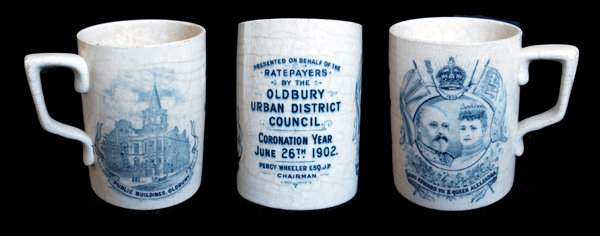 PUBLIC BUILDINGS, OLDBURY
PRESENTED ON BEHALF OF THE
RATEPAYERS
BY THE
OLDBURY
URBAN DISTRICT
COUNCIL.
CORONATION YEAR
JUNE 26TH 1902.
PERCY WHEELER ESQ. J.P.
CHAIRMAN.
KING EDWARD VII & QUEEN ALEXANDRA